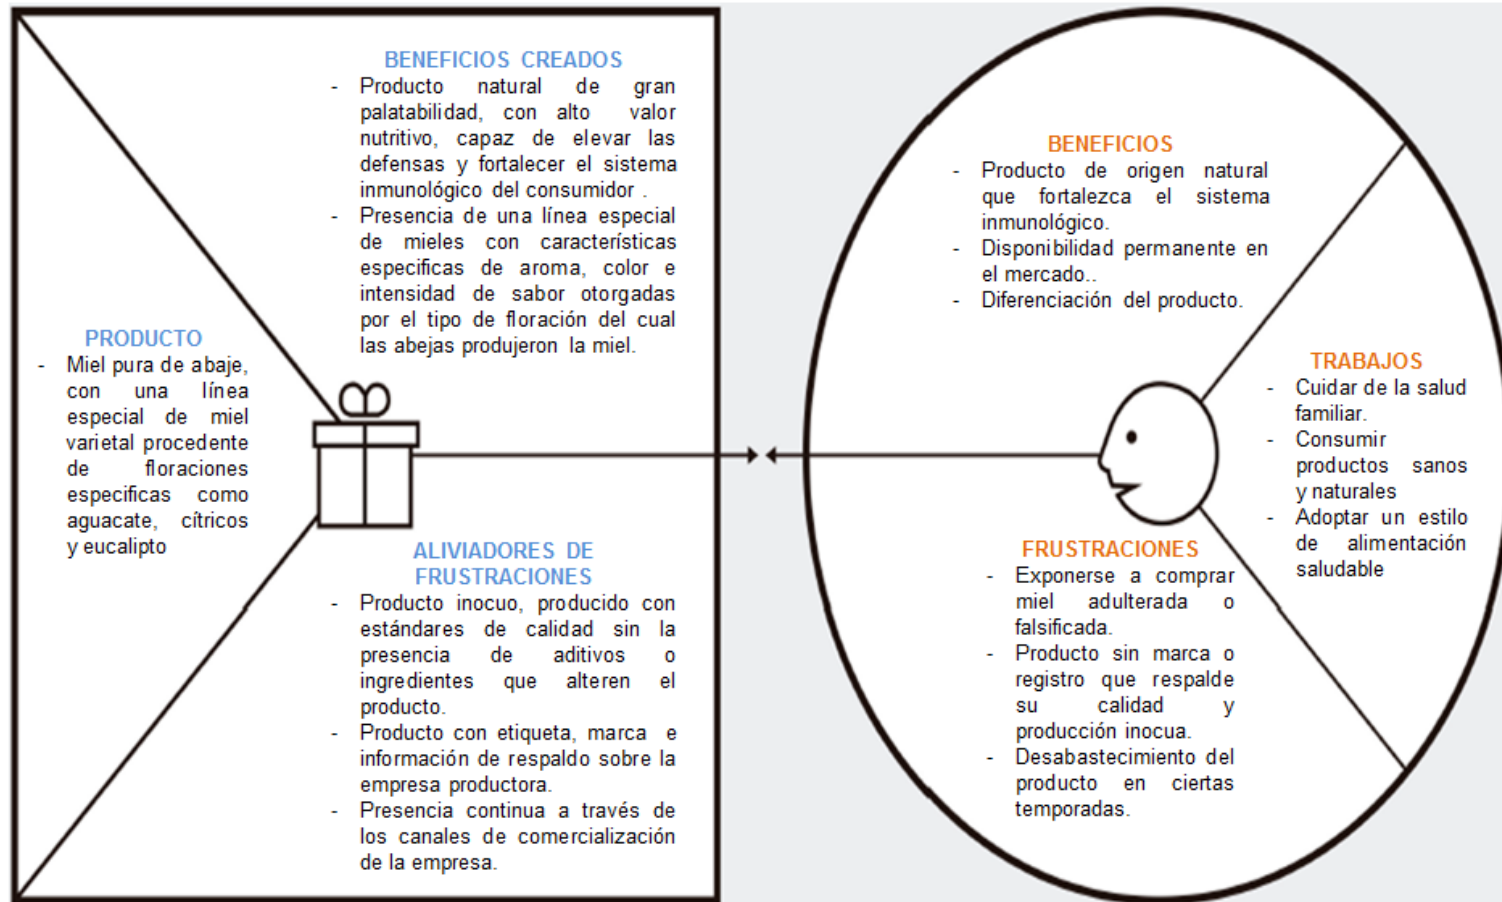 BENEFICIOS CREADOS
- Producto natural de gran
palatabilidad, con alto valor
nutritivo, capaz de elevar las
defensas y fortalecer el sistema
inmunológico del consumidor .
- Presencia de una línea especial
de mieles con características
especificas de aroma, color e
intensidad de sabor otorgadas
por el tipo de floración del cual
las abejas produjeron la miel.
PRODUCTO
- Miel pura de abaje,
con una línea
especial de miel
varietal procedente
de floraciones
especificas como
aguacate, cítricos
y eucalipto
ALIVIADORES DE
FRUSTRACIONES
- Producto inocuo, producido con
estándares de calidad sin la
presencia de aditivos o
ingredientes que alteren el
producto.
- Producto con etiqueta, marca e
información de respaldo sobre la
empresa productora.
- Presencia continua a través de
los canales de comercialización
de la empresa.
BENEFICIOS
- Producto de origen natural
que fortalezca el sistema
inmunológico.
- Disponibilidad permanente en
el mercado..
- Diferenciación del producto.
TRABAJOS
- Cuidar de la salud
familiar.
- Consumir
productos sanos
y naturales
- Adoptar un estilo
de alimentación
saludable
FRUSTRACIONES
- Exponerse a comprar
miel adulterada o
falsificada.
- Producto sin marca o
registro que respalde
su calidad y
producción inocua.
- Desabastecimiento del
producto en ciertas
temporadas.